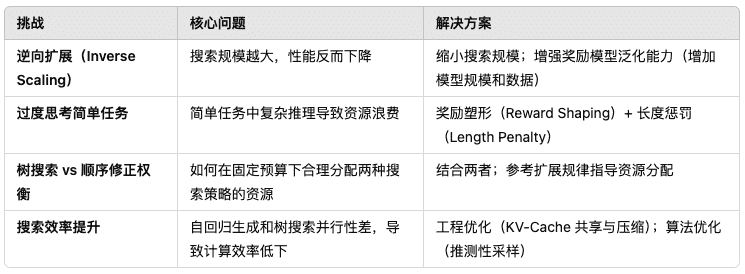 挑战 核心问题 解决方案
逆向扩展（Inverse Scaling） 搜索规模越大，性能反而下降 缩小搜索规模；增强奖励模型泛化能力（增加模型规模和数据）
过度思考简单任务 简单任务中复杂推理导致资源浪费 奖励塑形（Reward Shaping）+ 长度惩罚（Length Penalty）
树搜索 vs 顺序修正权衡 如何在固定预算下合理分配两种搜索策略的资源 结合两者；参考扩展规律指导资源分配
搜索效率提升 自回归生成和树搜索并行性差，导致计算效率低下 工程优化（KV-Cache 共享与压缩）；算法优化（推测性采样）